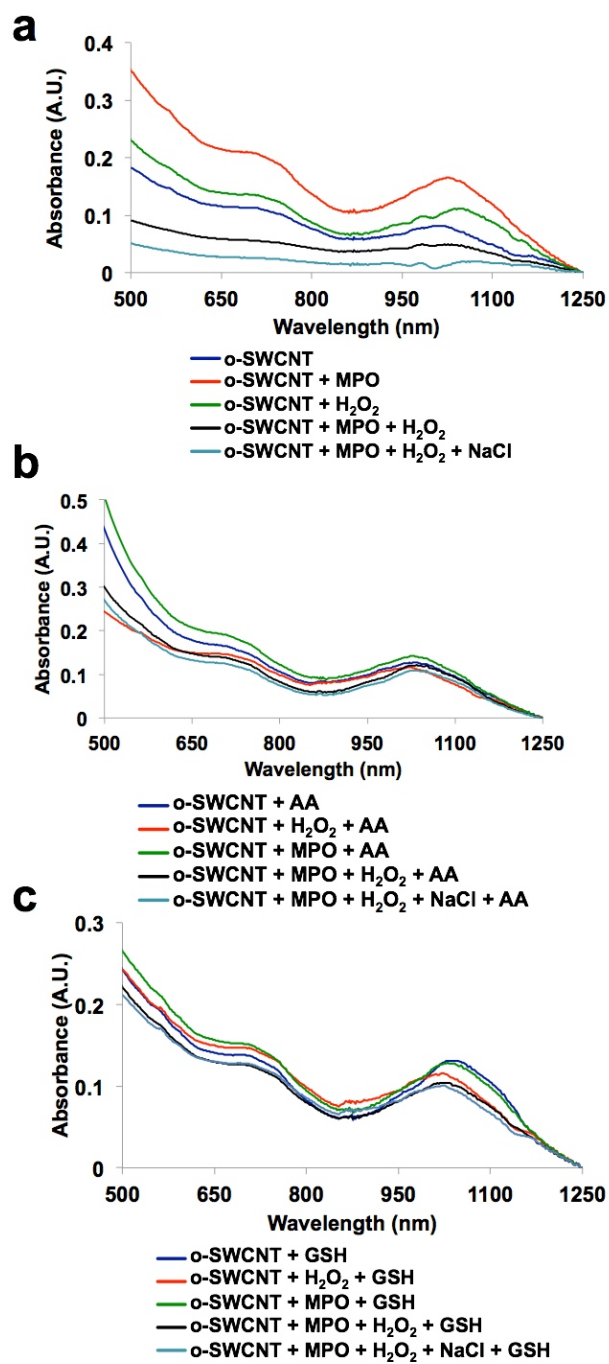 a
0.4
0.3
0.2
0.1
0
Absorbance (A.U.)
500 650 800 950 1100 1250
Wavelength (nm)
o-SWCNT
o-SWCNT + MPO
o-SWCNT + H₂O₂
o-SWCNT + MPO + H₂O₂
o-SWCNT + MPO + H₂O₂ + NaCl
b
0.5
0.4
0.3
0.2
0.1
0
Absorbance (A.U.)
500 650 800 950 1100 1250
Wavelength (nm)
o-SWCNT + AA
o-SWCNT + H₂O₂ + AA
o-SWCNT + MPO + AA
o-SWCNT + MPO + H₂O₂ + AA
o-SWCNT + MPO + H₂O₂ + NaCl + AA
c
0.3
0.2
0.1
0
Absorbance (A.U.)
500 650 800 950 1100 1250
Wavelength (nm)
o-SWCNT + GSH
o-SWCNT + H₂O₂ + GSH
o-SWCNT + MPO + GSH
o-SWCNT + MPO + H₂O₂ + GSH
o-SWCNT + MPO + H₂O₂ + NaCl + GSH